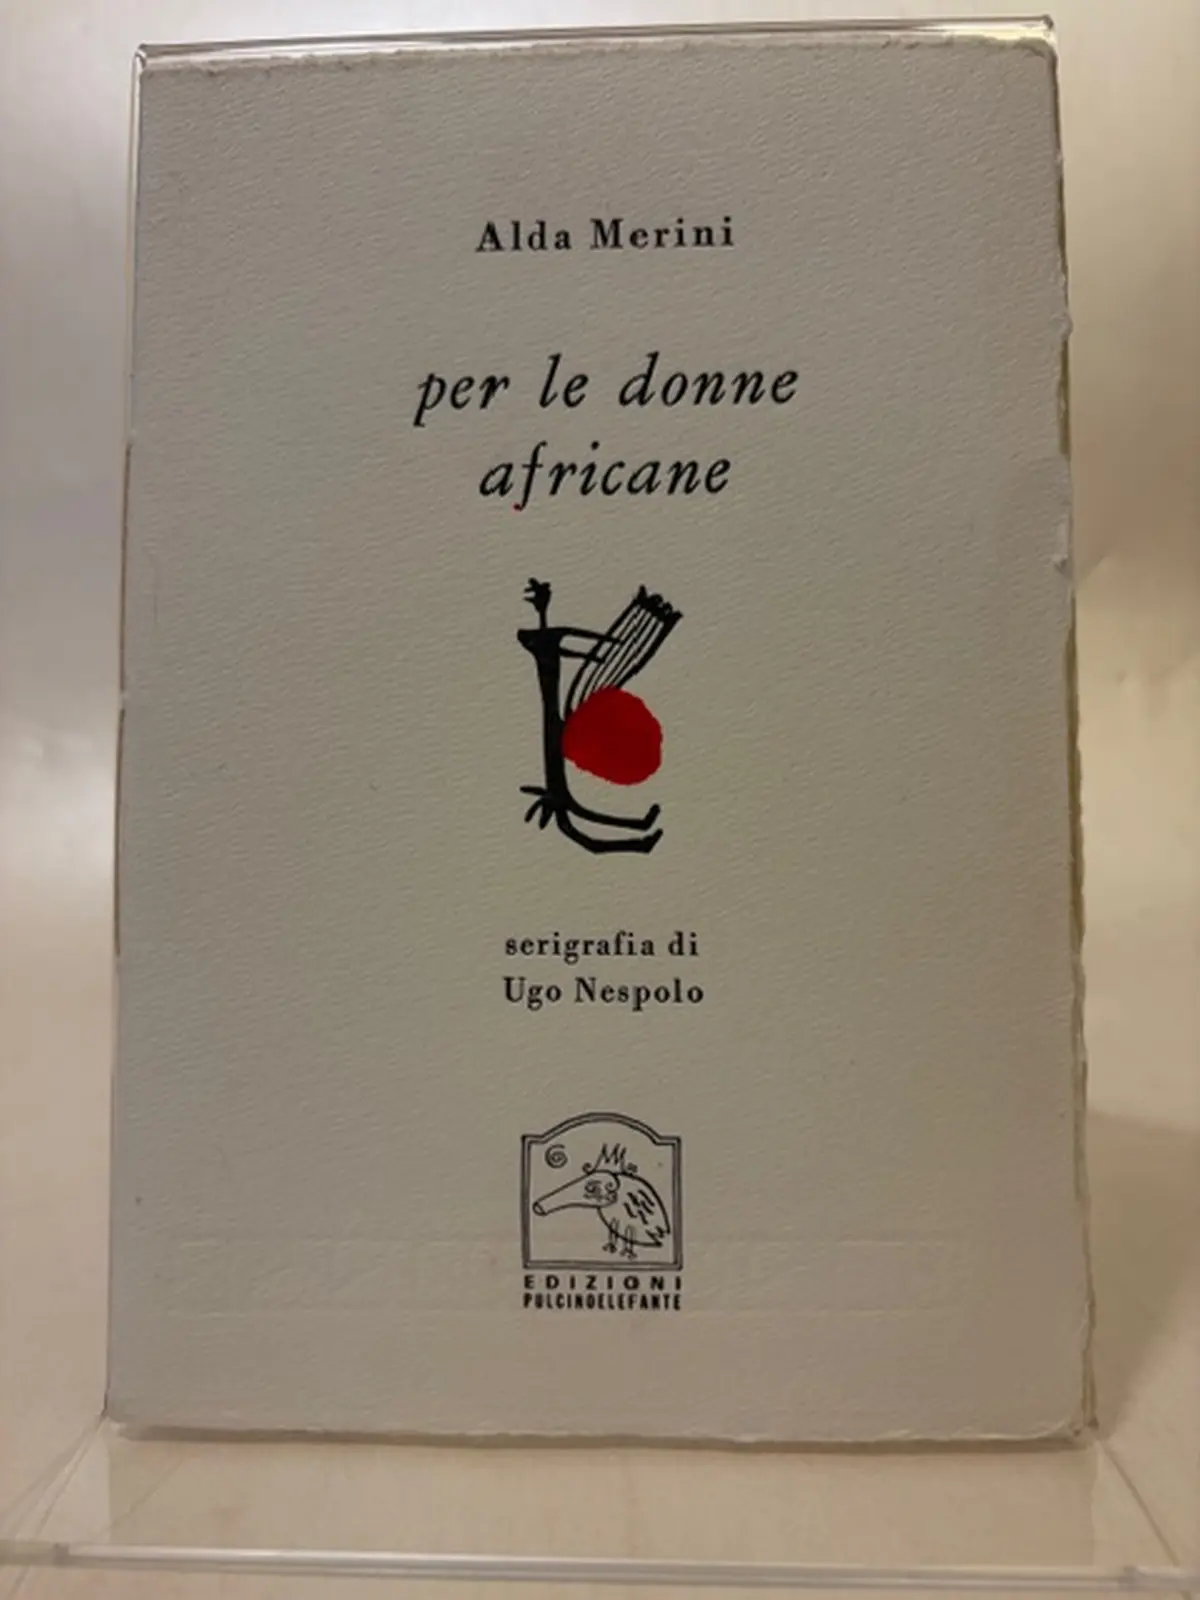 Alda Merini
per le donne
africane
serigrafia di
Ugo Nespolo
EDIZIONI
PULCINOELEFANTE